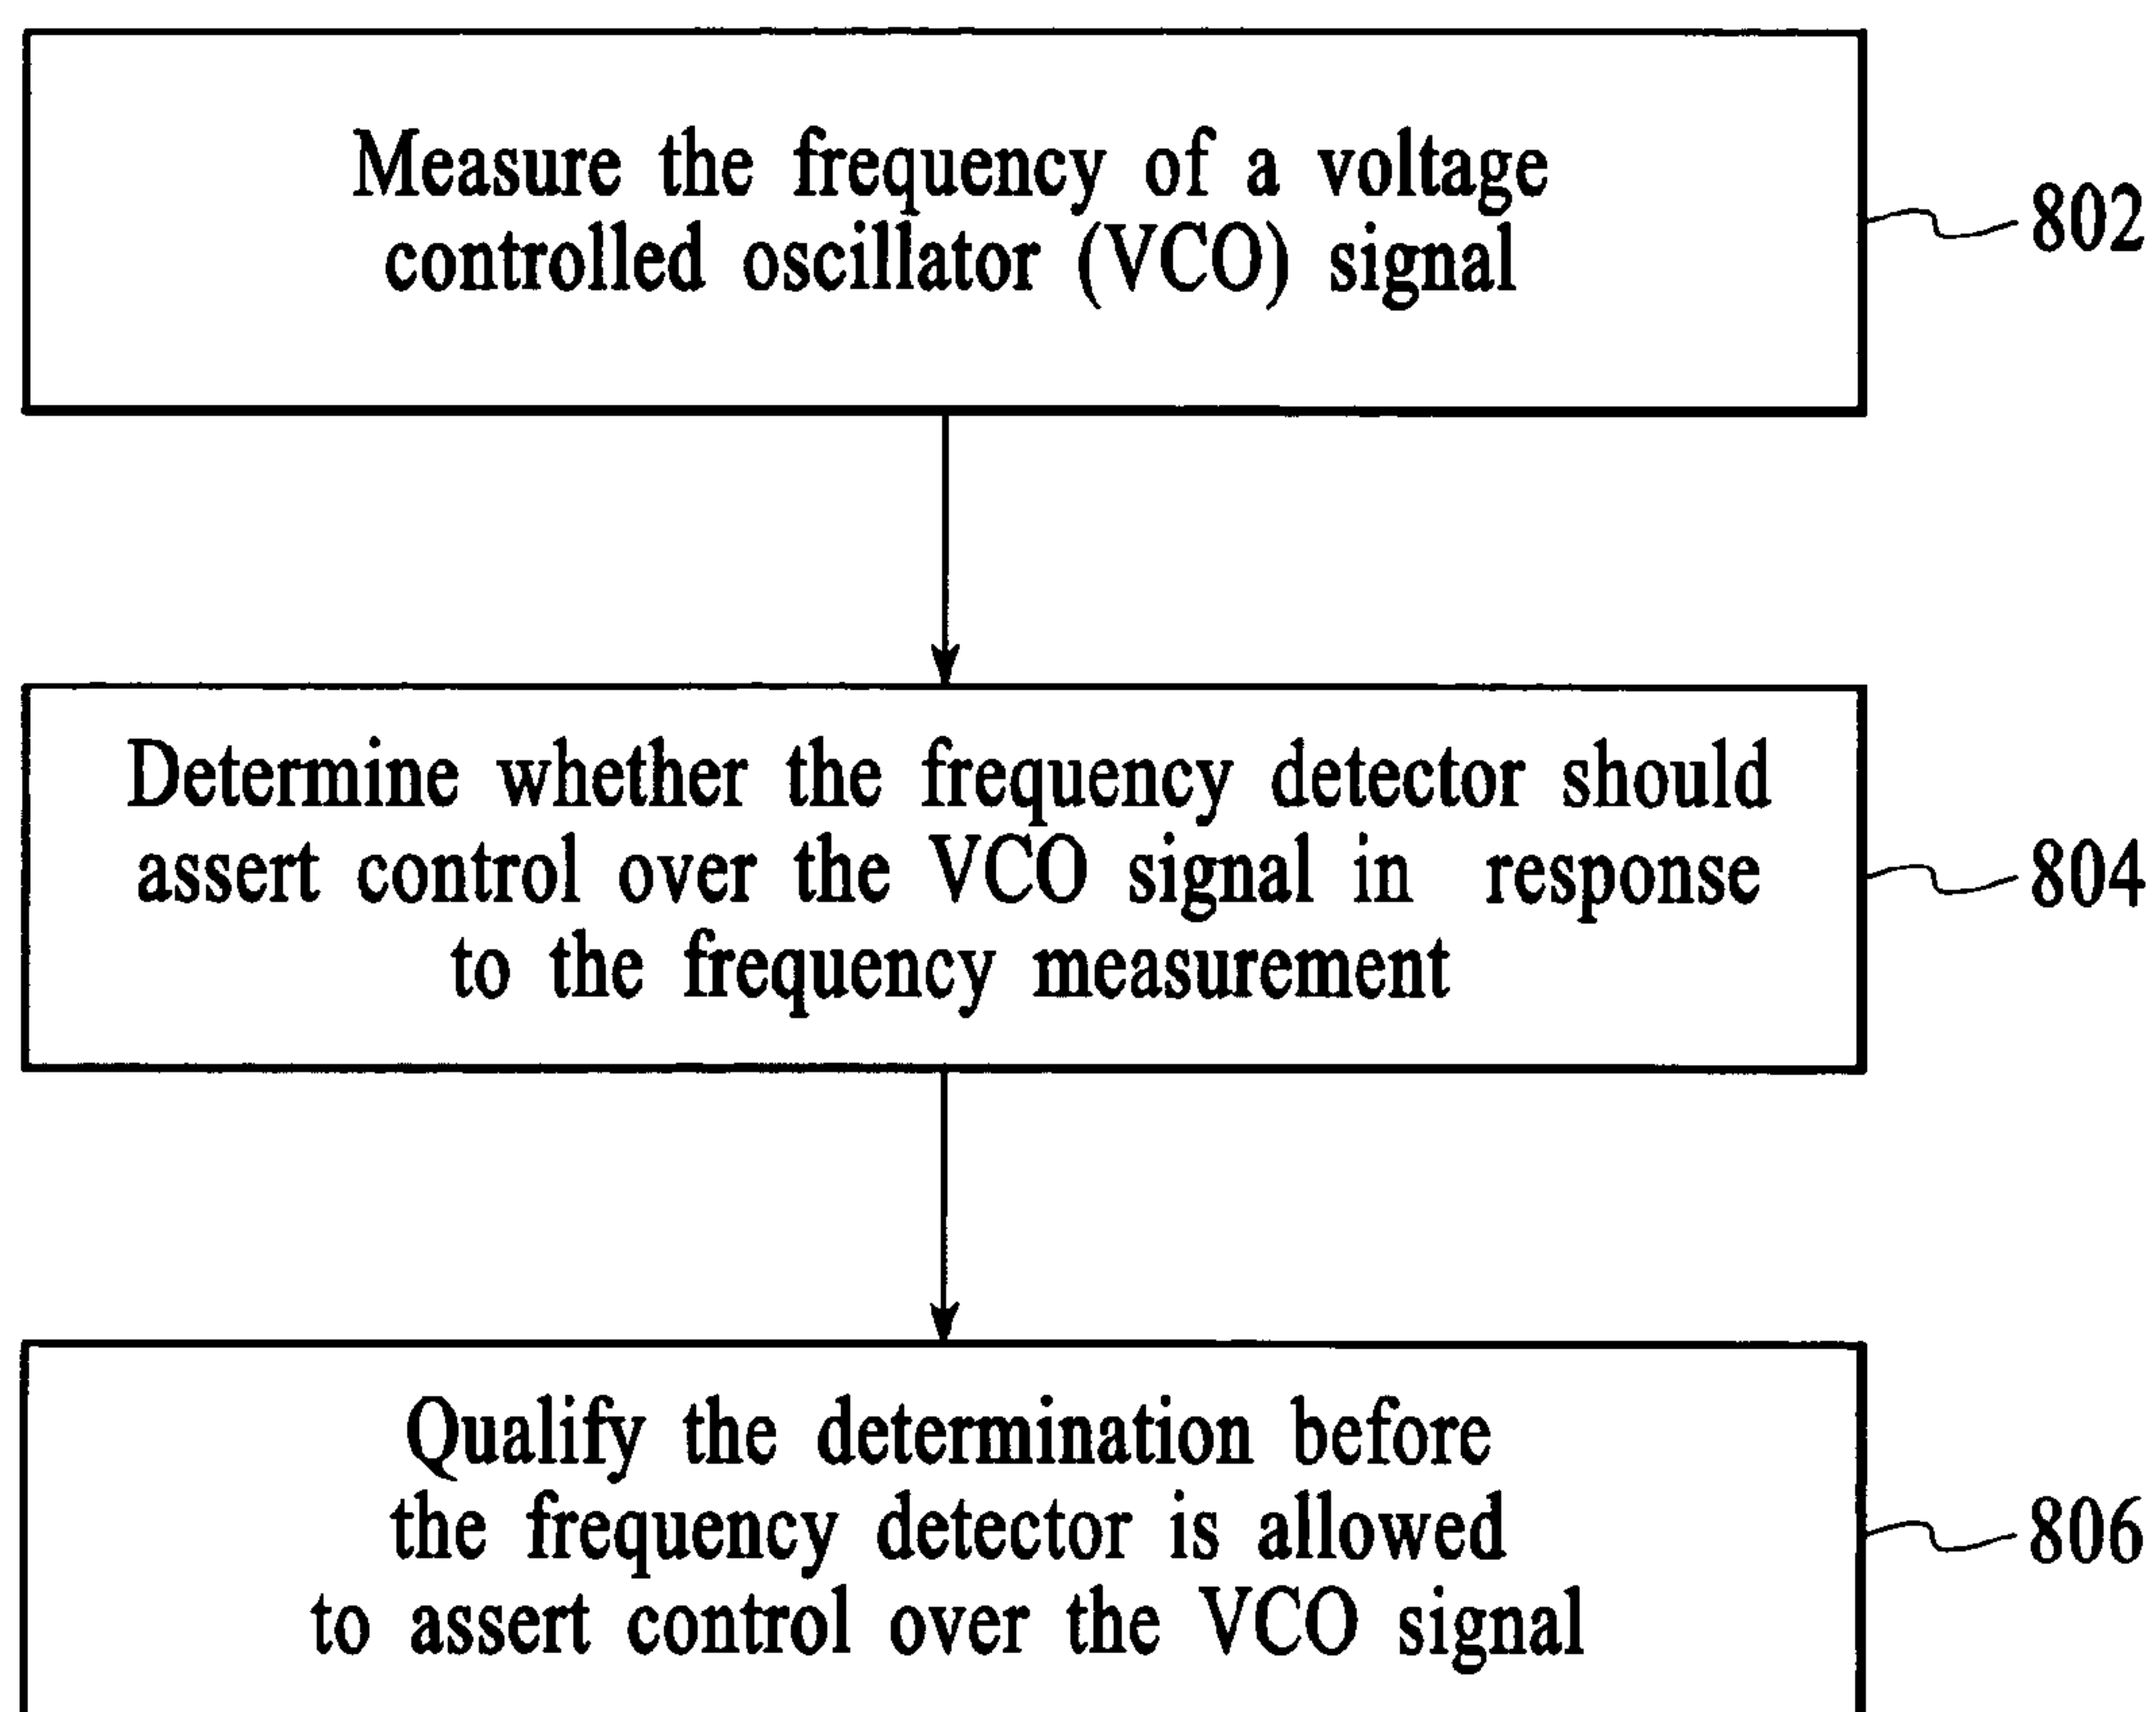 Measure the frequency of a voltage
controlled oscillator (VCO) signal
802
Determine whether the frequency detector should
assert control over the VCO signal in response
to the frequency measurement
804
Qualify the determination before
the frequency detector is allowed
to assert control over the VCO signal
806